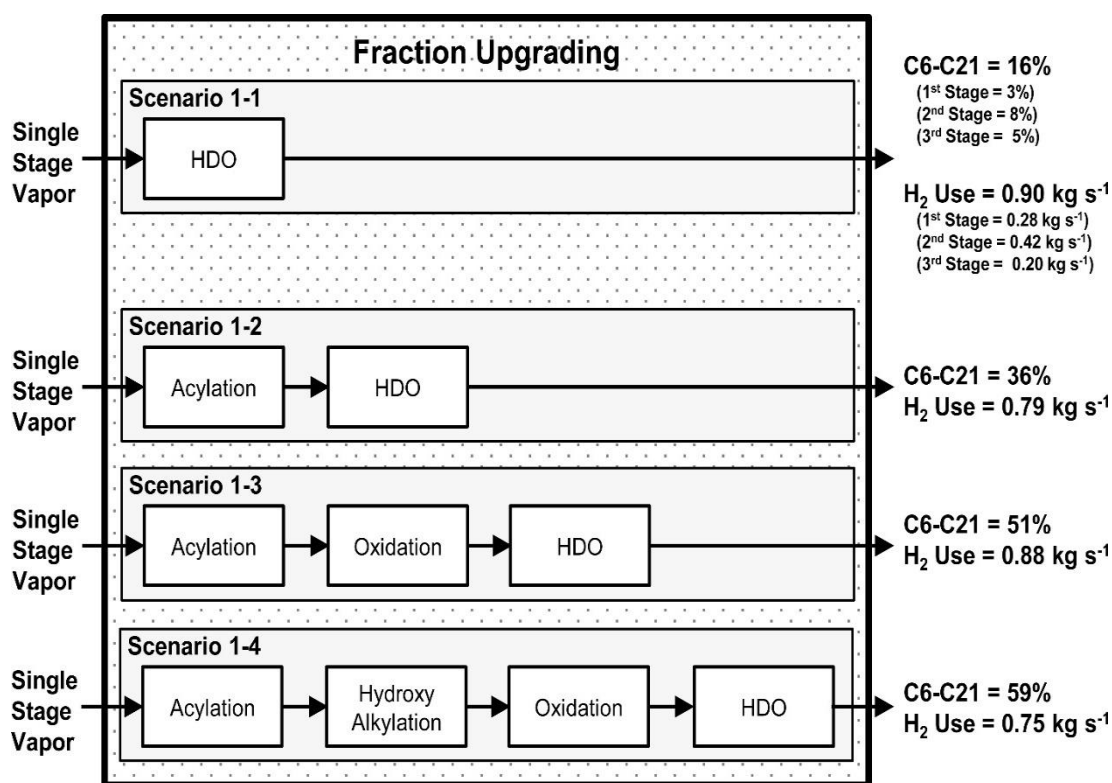 Fraction Upgrading
Scenario 1-1
Single
Stage
Vapor
HDO
C6-C21 = 16%
(1st Stage = 3%)
(2nd Stage = 8%)
(3rd Stage = 5%)
H2 Use = 0.90 kg s-1
(1st Stage = 0.28 kg s-1)
(2nd Stage = 0.42 kg s-1)
(3rd Stage = 0.20 kg s-1)
Scenario 1-2
Single
Stage
Vapor
Acylation
HDO
C6-C21 = 36%
H2 Use = 0.79 kg s-1
Scenario 1-3
Single
Stage
Vapor
Acylation
Oxidation
HDO
C6-C21 = 51%
H2 Use = 0.88 kg s-1
Scenario 1-4
Single
Stage
Vapor
Acylation
Hydroxy
Alkylation
Oxidation
HDO
C6-C21 = 59%
H2 Use = 0.75 kg s-1